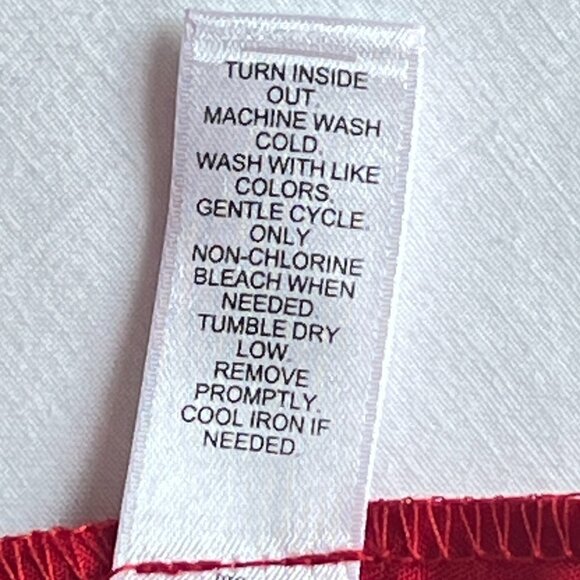 TURN INSIDE
OUT.
MACHINE WASH
COLD.
WASH WITH LIKE
COLORS.
GENTLE CYCLE.
ONLY
NON-CHLORINE
BLEACH WHEN
NEEDED.
TUMBLE DRY
LOW.
REMOVE
PROMPTLY.
COOL IRON IF
NEEDED.